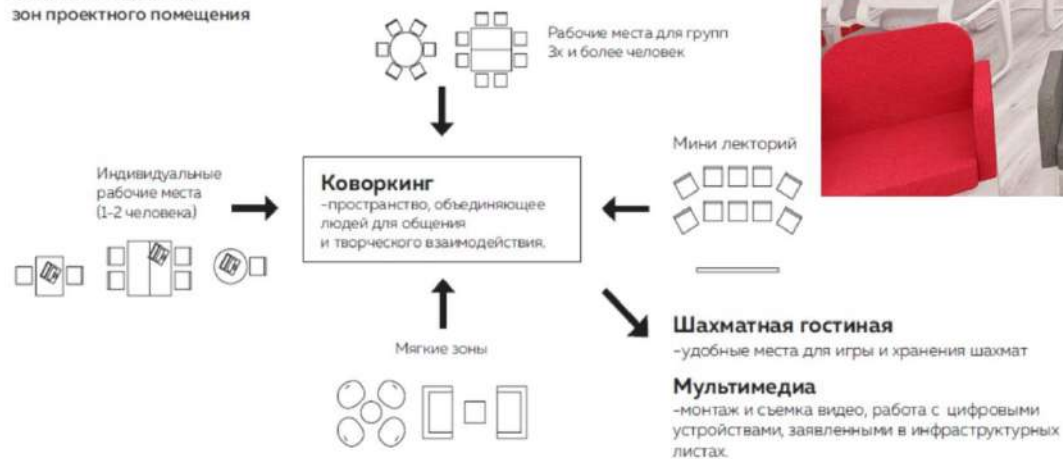 зон проектного помещения
Рабочие места для групп
3х и более человек
Мини лекторий
Индивидуальные
рабочие места
(1-2 человека)
Коворкинг
-пространство, объединяющее
людей для общения
и творческого взаимодействия.
Мягкие зоны
Шахматная гостиная
-удобные места для игры и хранения шахмат
Мультимедиа
-монтаж и съемка видео, работа с цифровыми
устройствами, заявленными в инфраструктурных
листах.